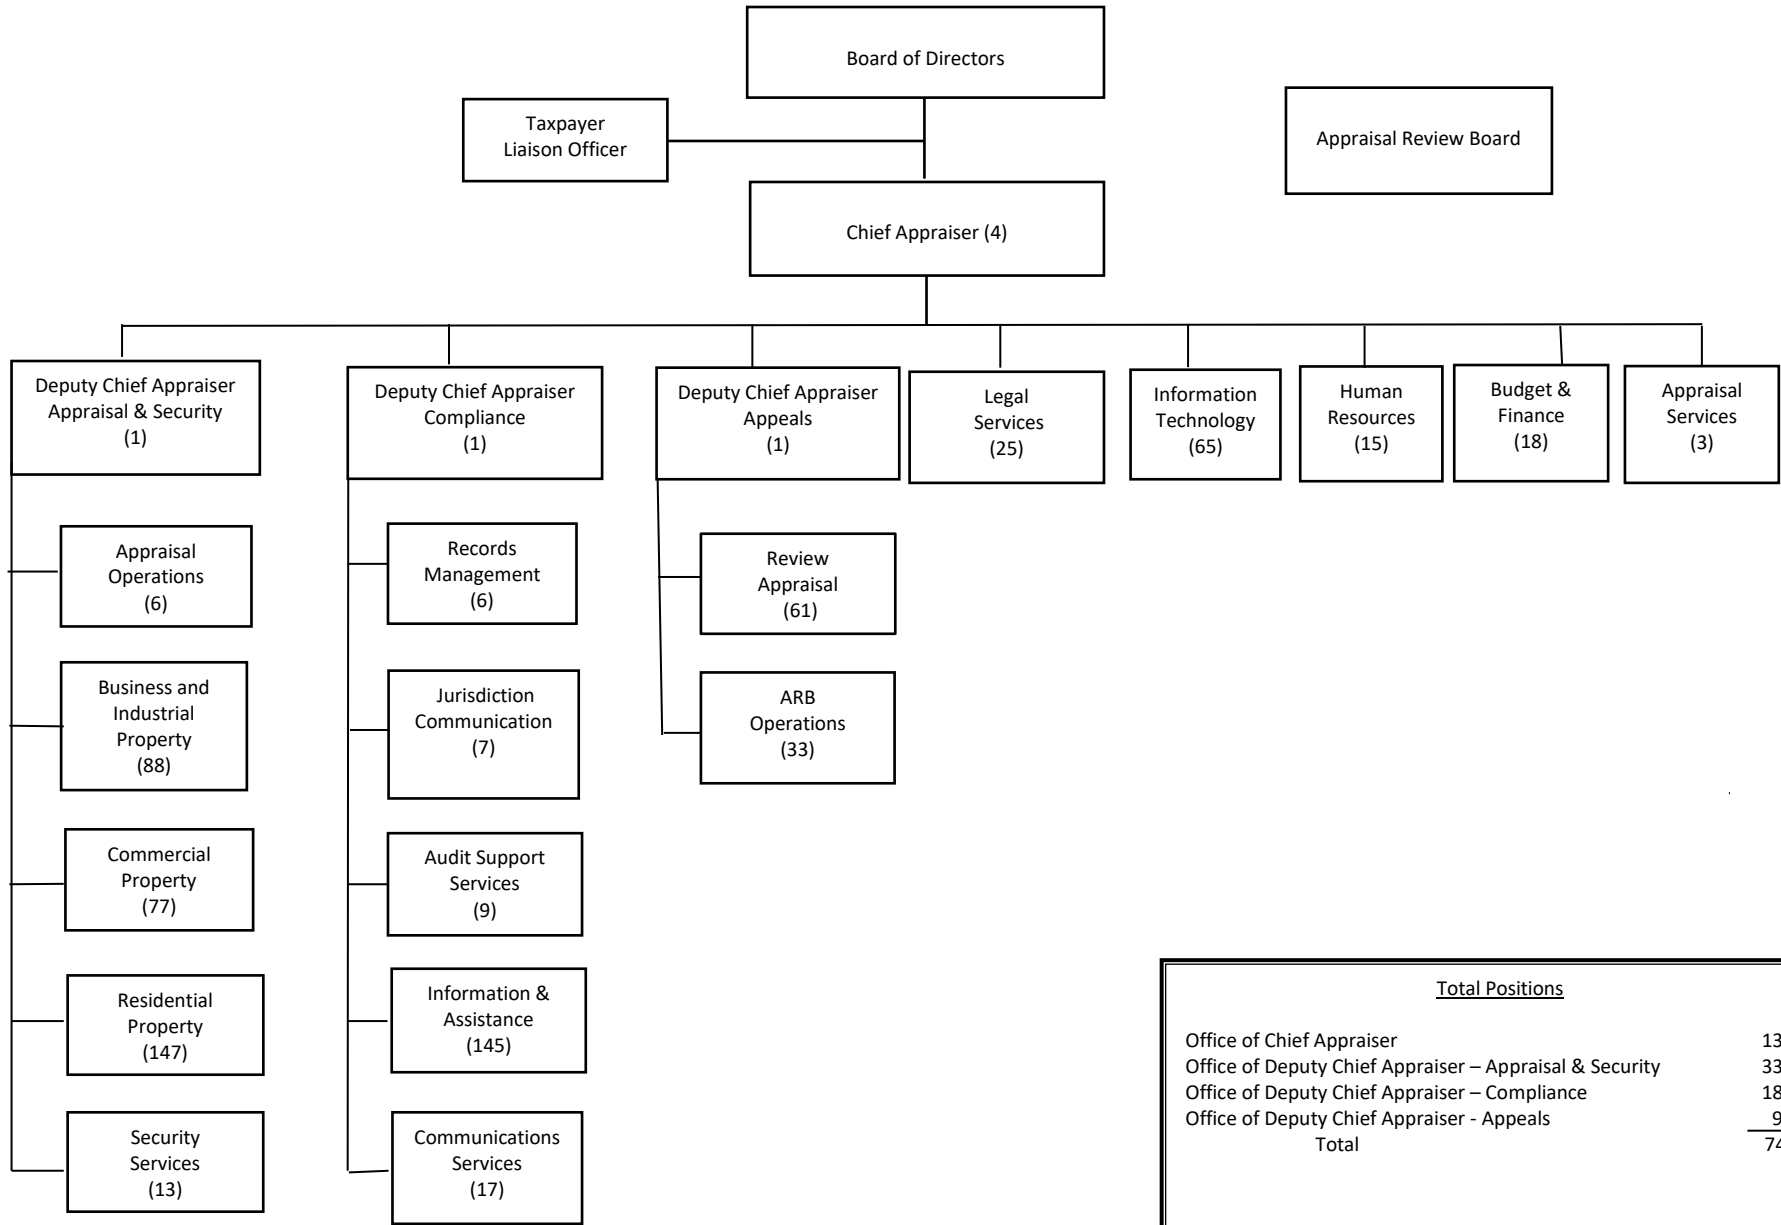 Board of Directors
Taxpayer
Liaison Officer
Appraisal Review Board
Chief Appraiser (4)
Deputy Chief Appraiser
Appraisal & Security
(1)
Deputy Chief Appraiser
Compliance
(1)
Deputy Chief Appraiser
Appeals
(1)
Legal
Services
(25)
Information
Technology
(65)
Human
Resources
(15)
Budget &
Finance
(18)
Appraisal
Services
(3)
Appraisal
Operations
(6)
Business and
Industrial
Property
(88)
Commercial
Property
(77)
Residential
Property
(147)
Security
Services
(13)
Records
Management
(6)
Jurisdiction
Communication
(7)
Audit Support
Services
(9)
Information &
Assistance
(145)
Communications
Services
(17)
Review
Appraisal
(61)
ARB
Operations
(33)
Total Positions
Office of Chief Appraiser
Office of Deputy Chief Appraiser – Appraisal & Security
Office of Deputy Chief Appraiser – Compliance
Office of Deputy Chief Appraiser - Appeals
Total